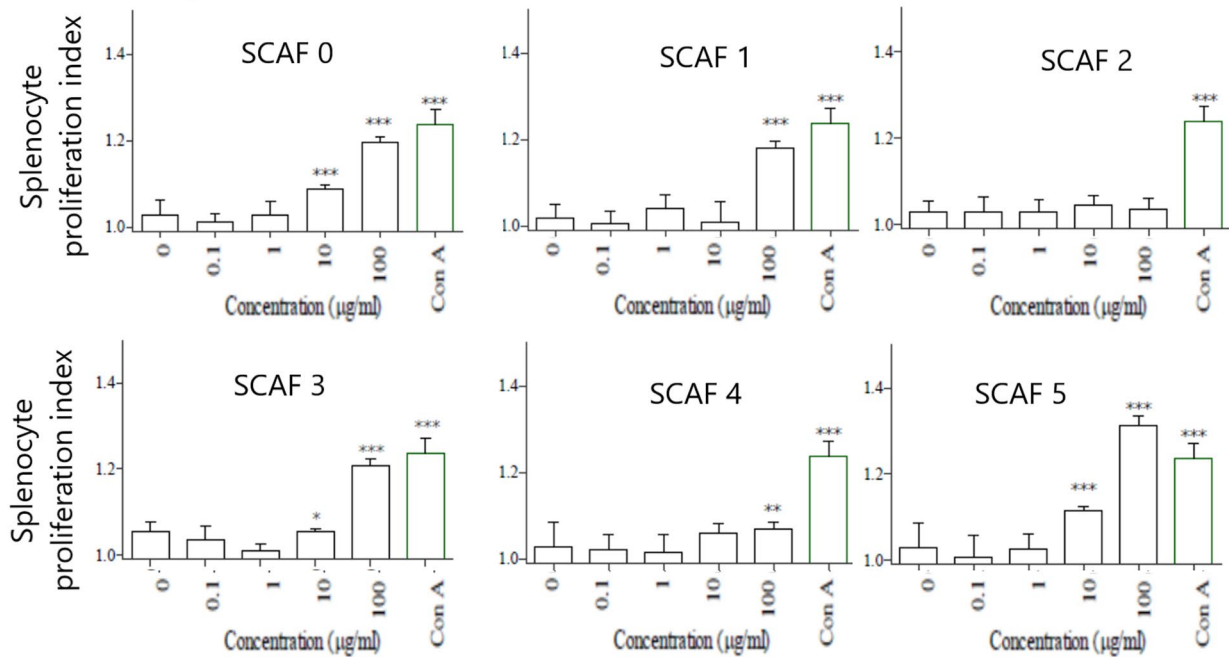 Splenocyte
proliferation index
SCAF 0
1.4
1.2
1.0
***
***
***
0
0.1
1
10
100
Con A
Concentration (μg/ml)
SCAF 1
1.4
1.2
1.0
***
***
0
0.1
1
10
100
Con A
Concentration (μg/ml)
SCAF 2
1.4
1.2
1.0
***
0
0.1
1
10
100
Con A
Concentration (μg/ml)
Splenocyte
proliferation index
SCAF 3
1.4
1.2
1.0
*
***
***
0
0.1
1
10
100
Con A
Concentration (μg/ml)
SCAF 4
1.4
1.2
1.0
**
***
0
0.1
1
10
100
Con A
Concentration (μg/ml)
SCAF 5
1.4
1.2
1.0
***
***
***
0
0.1
1
10
100
Con A
Concentration (μg/ml)